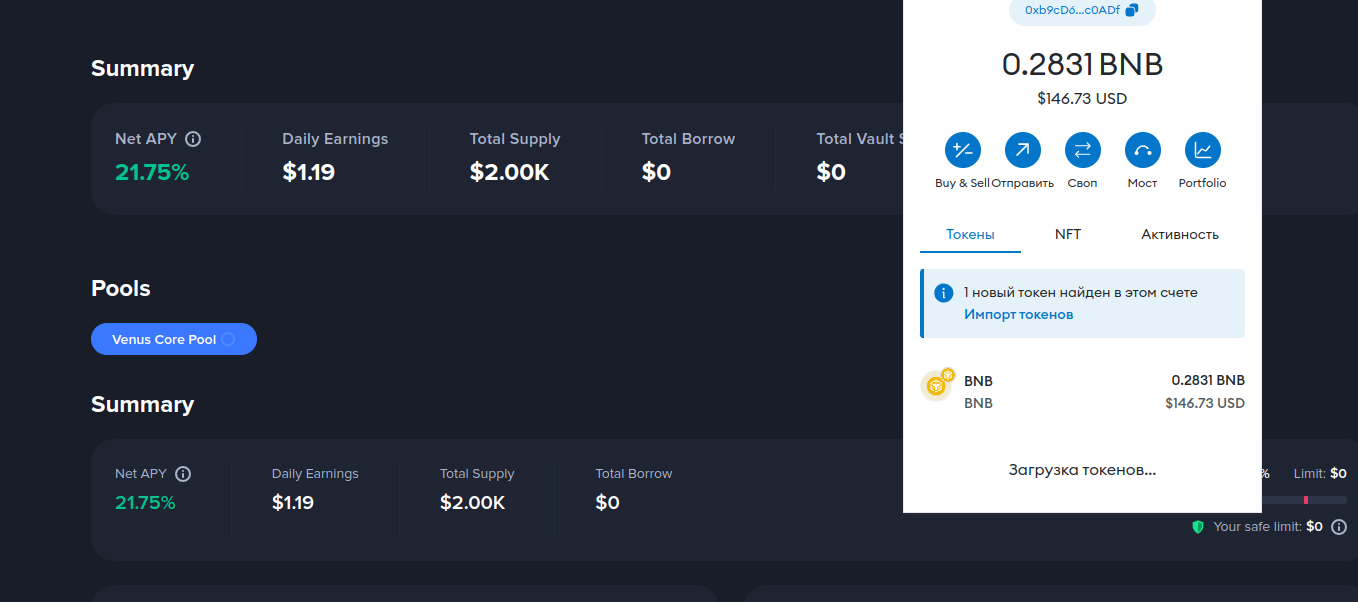 Summary
Net APY
Daily Earnings
Total Supply
Total Borrow
Total Vault S
21.75%
$1.19
$2.00K
$0
$0
Pools
Venus Core Pool
Summary
Net APY
Daily Earnings
Total Supply
Total Borrow
21.75%
$1.19
$2.00K
$0
%
Limit: $0
Your safe limit: $0
0xb9cD6...c0ADf
0.2831 BNB
$146.73 USD
Buy & Sell
Отправить
Своп
Мост
Portfolio
Токены
NFT
Активность
1 новый токен найден в этом счете
Импорт токенов
BNB
0.2831 BNB
BNB
$146.73 USD
Загрузка токенов...